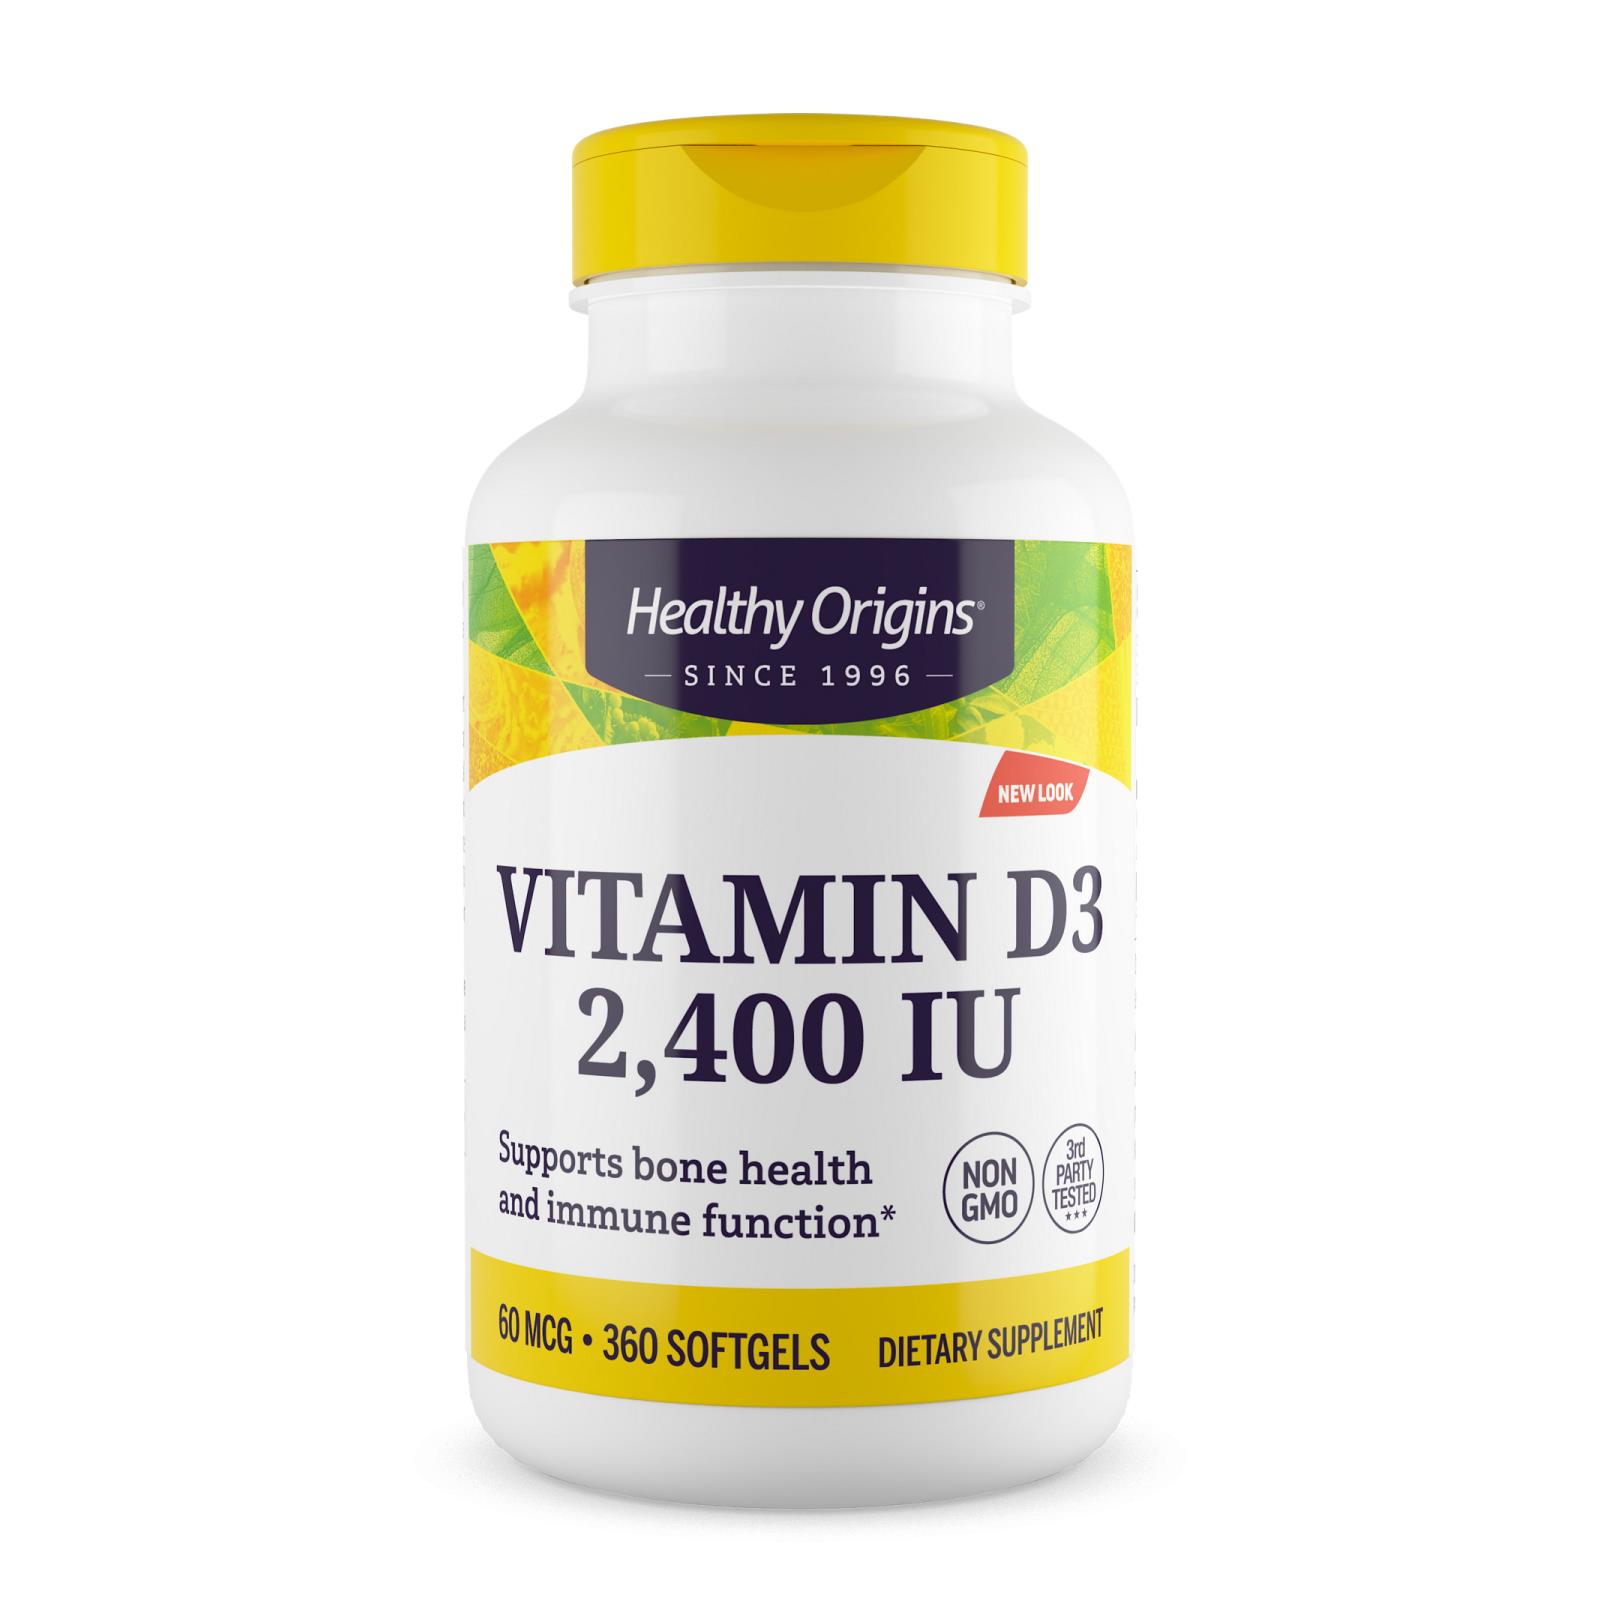 Healthy Origins®
— SINCE 1996 —
NEW LOOK
VITAMIN D3
2,400 IU
Supports bone health
and immune function*
NON
GMO
3rd
PARTY
TESTED
★★★
60 MCG • 360 SOFTGELS
DIETARY SUPPLEMENT